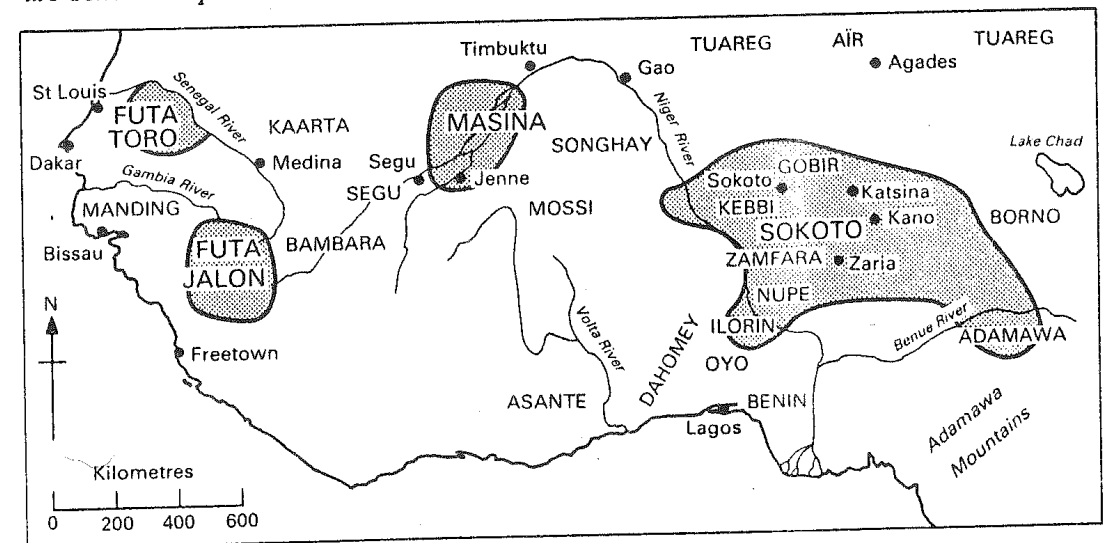 Timbuktu
TUAREG
AÏR
TUAREG
Gao
Agades
St Louis
Senegal River
FUTA
TORO
KAARTA
MASINA
SONGHAY
Niger River
Lake Chad
Dakar
Medina
Segu
SEGU
Jenne
GOBIR
Sokoto
Katsina
Gambia River
KEBBI
Kano
MANDING
MOSSI
SOKOTO
BORNO
Bissau
FUTA
JALON
BAMBARA
ZAMFARA
Zaria
NUPE
N
Volta River
ILORIN
Benue River
ADAMAWA
Freetown
DAHOMEY
OYO
ASANTE
BENIN
Lagos
Adamawa
Mountains
Kilometres
0 200 400 600